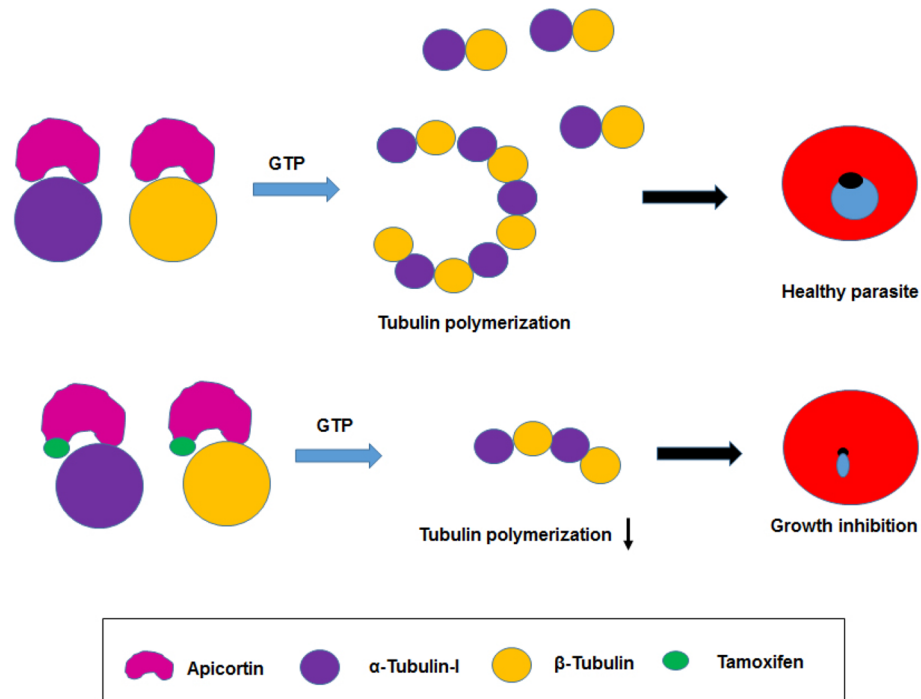 GTP
Tubulin polymerization
Healthy parasite
GTP
Tubulin polymerization
Growth inhibition
Apicortin
α-Tubulin-I
β-Tubulin
Tamoxifen